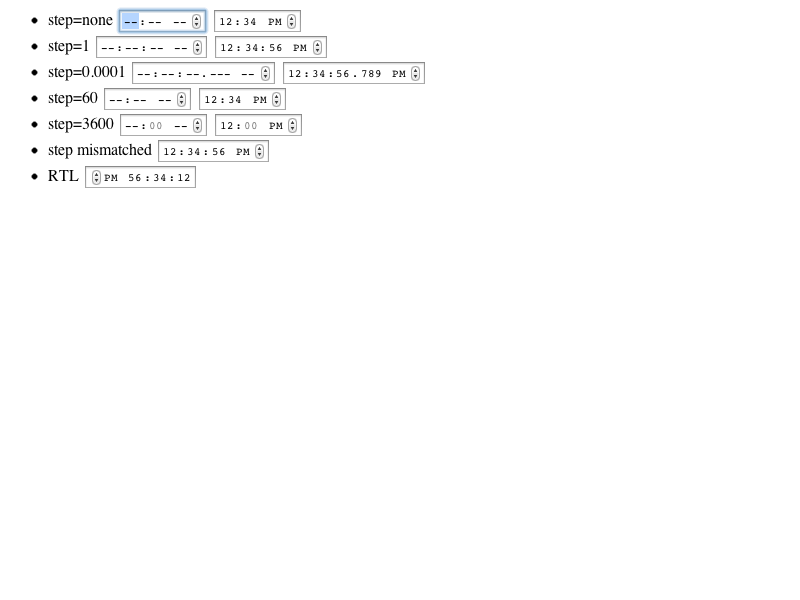 step=none --:-- -- 12:34 PM
step=1 --:--:-- -- 12:34:56 PM
step=0.0001 --:--:--.--- -- 12:34:56.789 PM
step=60 --:-- -- 12:34 PM
step=3600 --:00 -- 12:00 PM
step mismatched 12:34:56 PM
RTL PM 56:34:12